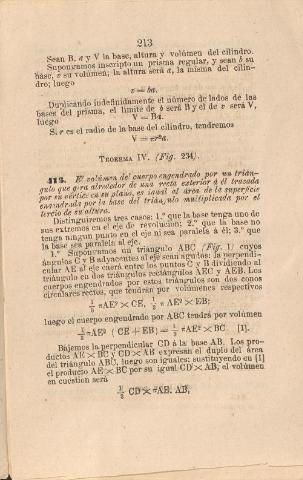 213
Sean B, a y V la base, altura y volúmen del cilindro.
Supongamos inscripto un prisma regular, y sean b su
base, v su volúmen; la altura será a, la misma del cilin-
dro; luego
v = ba.
Duplicando indefinidamente el número de lados de las
bases del prisma, el límite de b será B y el de v será V,
luego
V = Ba.
Si r es el radio de la base del cilindro, tendremos
V = πr²a.
TEOREMA IV. (Fig. 234).
El volúmen del cuerpo engendrado por un trián-
gulo que gira alrededor de una recta exterior á él trazada
por su vértice en su plano, es igual al área de la superficie
engendrada por la base del triángulo multiplicada por el
tercio de su altura.
Distinguiremos tres casos: 1.° que la base tenga uno de
sus extremos en el eje de revolucion: 2.° que la base no
tenga ningun punto en el eje ni sea paralela á él; 3.° que
la base sea paralela al eje.
1.° Supongamos un triángulo ABC (Fig. 1) cuyos
ángulos C y B adyacentes al eje sean agudos: la perpendi-
cular AE al eje caerá entre los puntos C y B dividiendo al
triángulo en dos triángulos rectángulos AEC y AEB. Los
cuerpos engendrados por estos triángulos son dos conos
circulares rectos, que tendrán por volúmenes respectivos
⅓ πAE² × CE, ⅓ πAE² × EB;
luego el cuerpo engendrado por ABC tendrá por volúmen
⅓ πAE² (CE + EB) = ⅓ πAE² × BC [1].
Bájemos la perpendicular CD á la base AB. Los pro-
ductos AE × BC y CD × AB expresan el duplo del área
del triángulo ABC, luego son iguales; sustituyendo en [1]
el producto AE × BC por su igual CD × AB, el volúmen
en cuestion será
⅓ CD × πAE. AB,